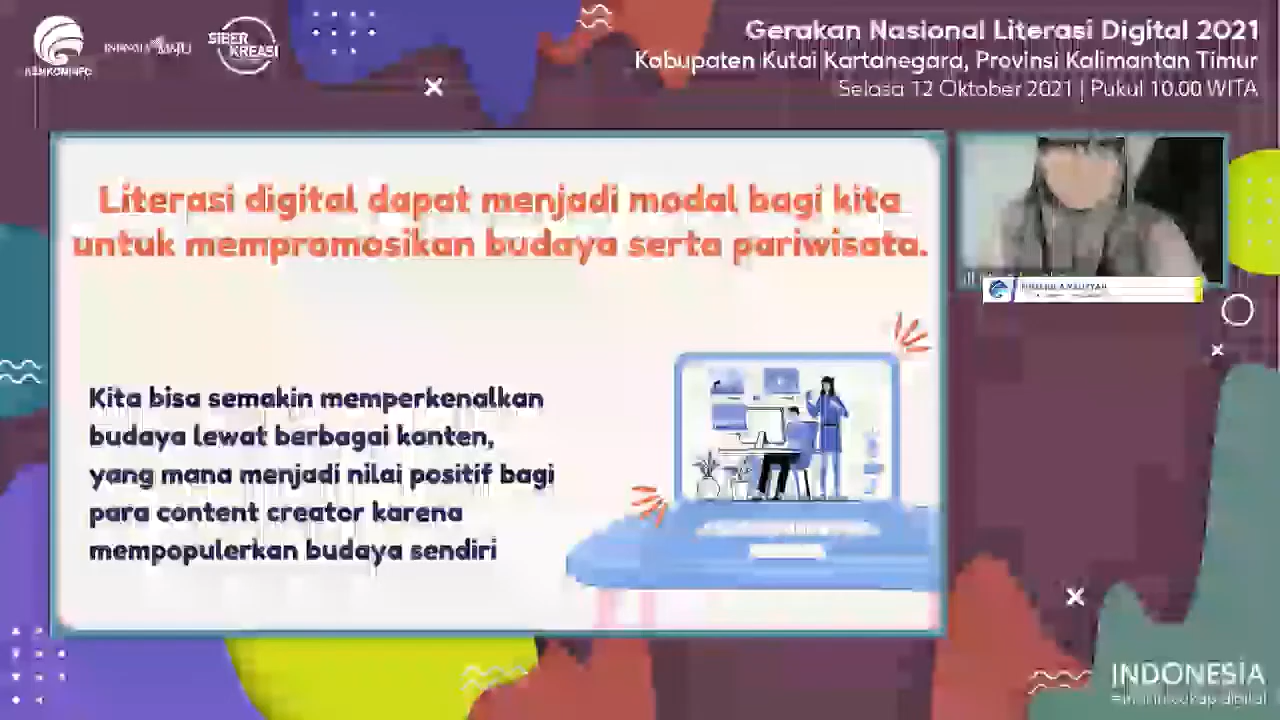 KEMKOMINFO
SIBER
KREASI
Gerakan Nasional Literasi Digital 2021
Kabupaten Kutai Kartanegara, Provinsi Kalimantan Timur
Selasa 12 Oktober 2021 | Pukul 10.00 WITA
Literasi digital dapat menjadi modal bagi kita
untuk mempromosikan budaya serta pariwisata.
Kita bisa semakin memperkenalkan
budaya lewat berbagai konten,
yang mana menjadi nilai positif bagi
para content creator karena
mempopulerkan budaya sendiri
INDONESIA